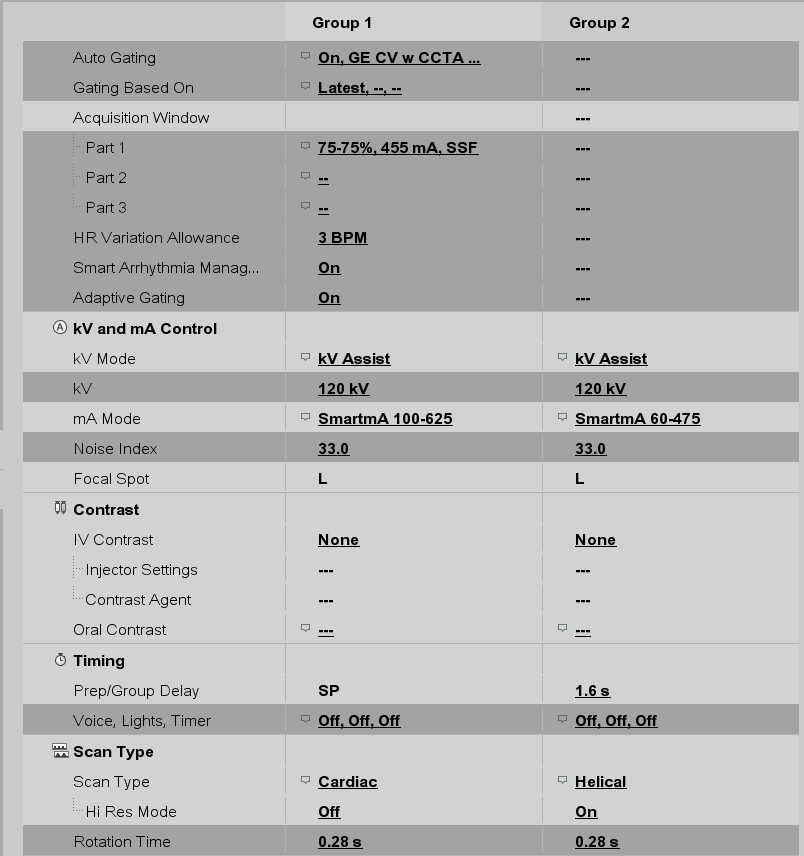 Group 1 Group 2
Auto Gating On, GE CV w CCTA ... ---
Gating Based On Latest, --, -- ---
Acquisition Window ---
Part 1 75-75%, 455 mA, SSF ---
Part 2 -- ---
Part 3 -- ---
HR Variation Allowance 3 BPM ---
Smart Arrhythmia Manag... On ---
Adaptive Gating On ---
A kV and mA Control
kV Mode kV Assist kV Assist
kV 120 kV 120 kV
mA Mode SmartmA 100-625 SmartmA 60-475
Noise Index 33.0 33.0
Focal Spot L L
Contrast
IV Contrast None None
Injector Settings --- ---
Contrast Agent --- ---
Oral Contrast --- ---
Timing
Prep/Group Delay SP 1.6 s
Voice, Lights, Timer Off, Off, Off Off, Off, Off
Scan Type
Scan Type Cardiac Helical
Hi Res Mode Off On
Rotation Time 0.28 s 0.28 s